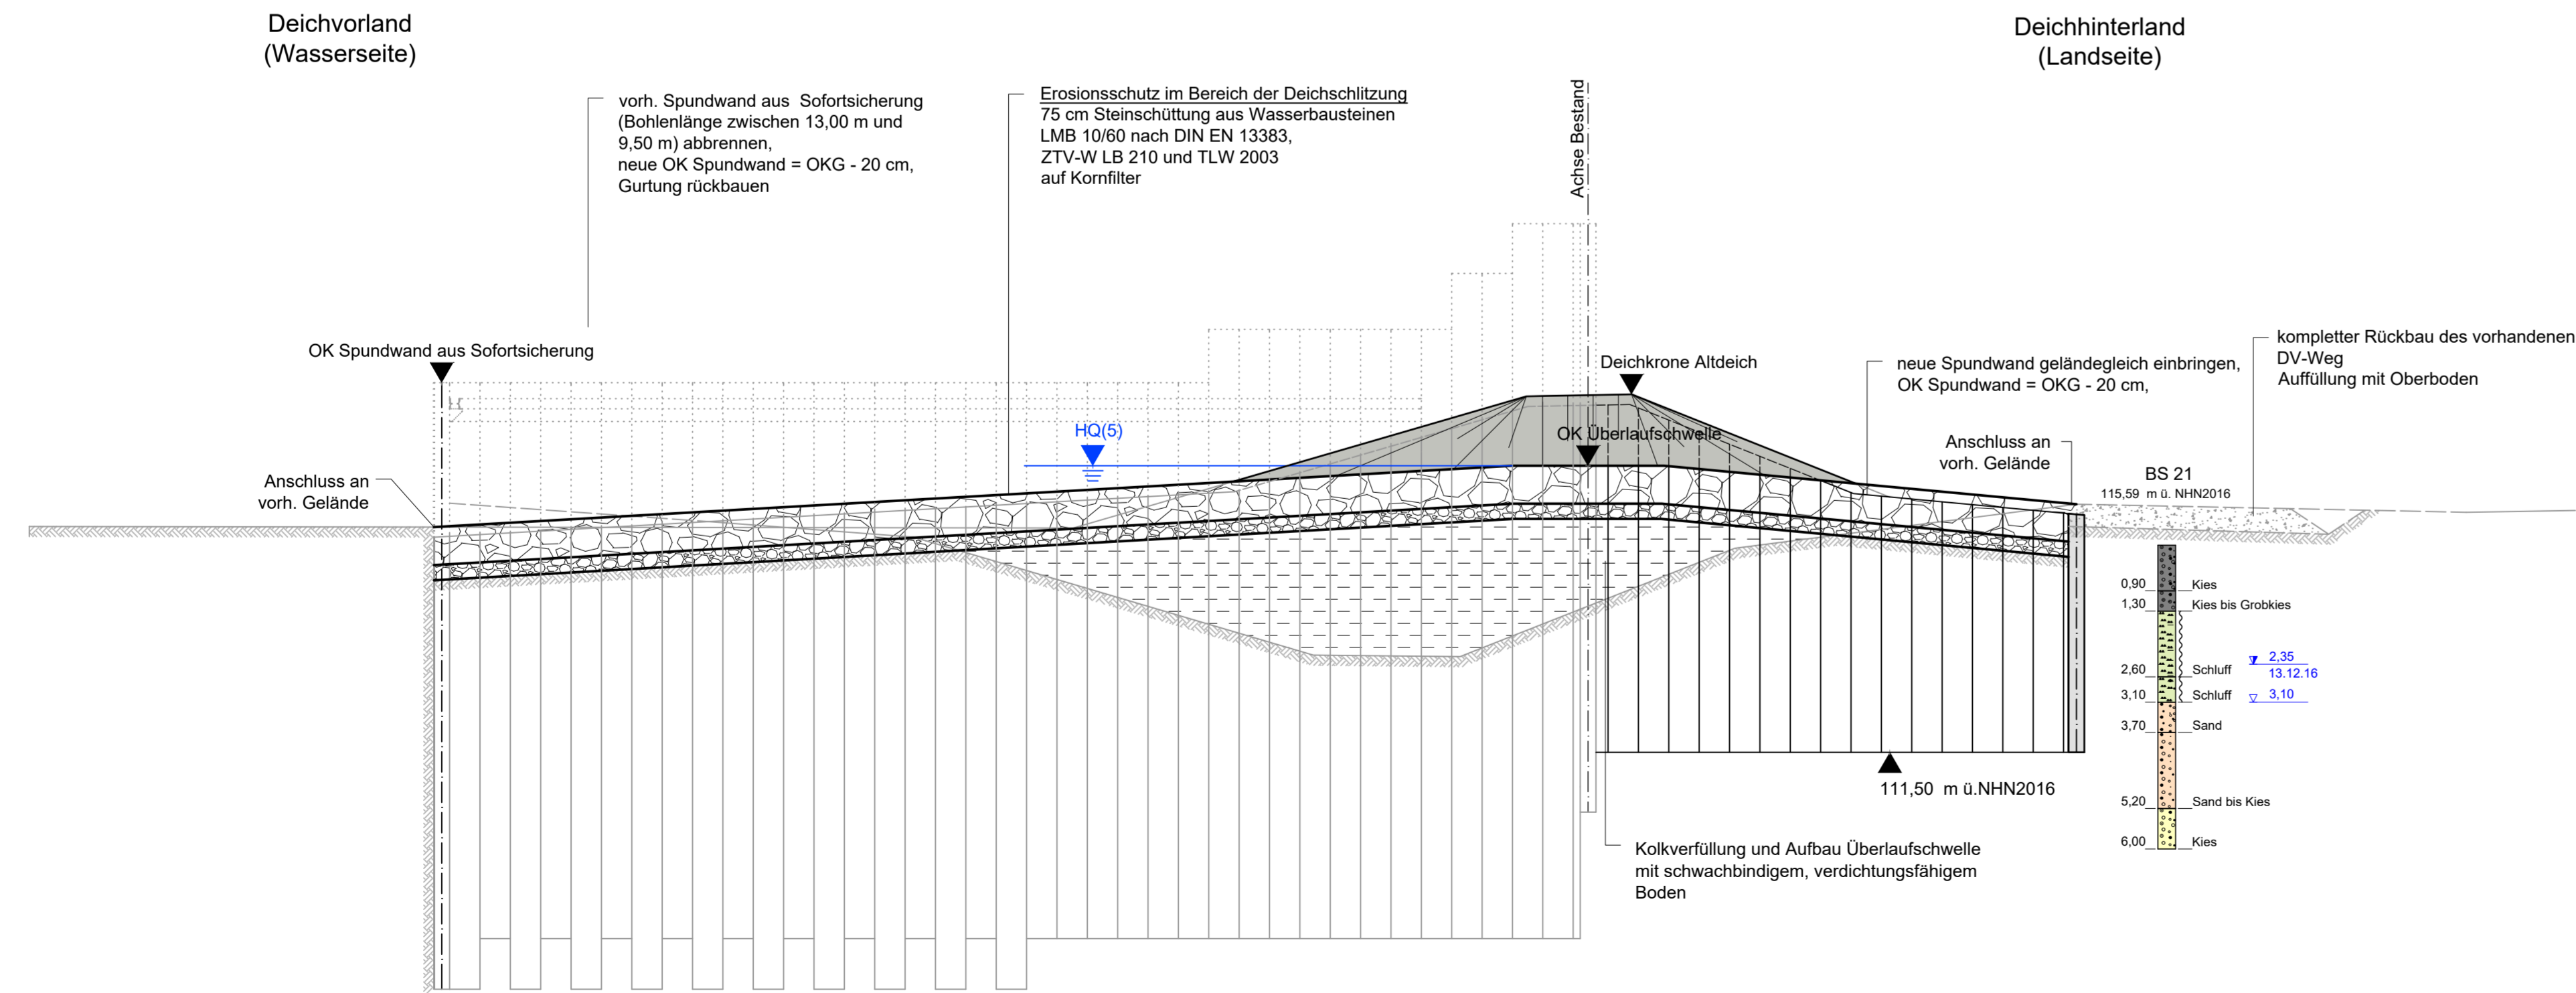 Deichvorland
(Wasserseite)
Deichhinterland
(Landseite)
vorh. Spundwand aus Sofortsicherung
(Bohlenlänge zwischen 13,00 m und
9,50 m) abbrennen,
neue OK Spundwand = OKG - 20 cm,
Gurtung rückbauen
Erosionsschutz im Bereich der Deichschlitzung
75 cm Steinschüttung aus Wasserbausteinen
LMB 10/60 nach DIN EN 13383,
ZTV-W LB 210 und TLW 2003
auf Kornfilter
Achse Bestand
OK Spundwand aus Sofortsicherung
Deichkrone Altdeich
neue Spundwand geländegleich einbringen,
OK Spundwand = OKG - 20 cm,
kompletter Rückbau des vorhandenen
DV-Weg
Auffüllung mit Oberboden
HQ(5)
OK Überlaufschwelle
Anschluss an
vorh. Gelände
Anschluss an
vorh. Gelände
BS 21
115,59 m ü. NHN2016
0,90 Kies
1,30 Kies bis Grobkies
2,60 Schluff
2,35
13.12.16
3,10 Schluff
3,10
3,70 Sand
5,20 Sand bis Kies
6,00 Kies
111,50 m ü.NHN2016
Kolkverfüllung und Aufbau Überlaufschwelle
mit schwachbindigem, verdichtungsfähigem
Boden